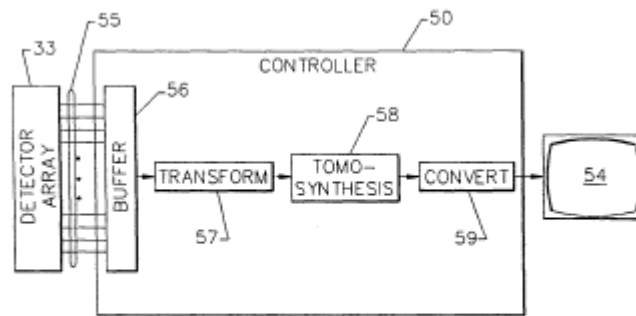 55
50
33
CONTROLLER
56
58
DETECTOR
ARRAY
BUFFER
TRANSFORM
TOMO-
SYNTHESIS
CONVERT
54
57
59